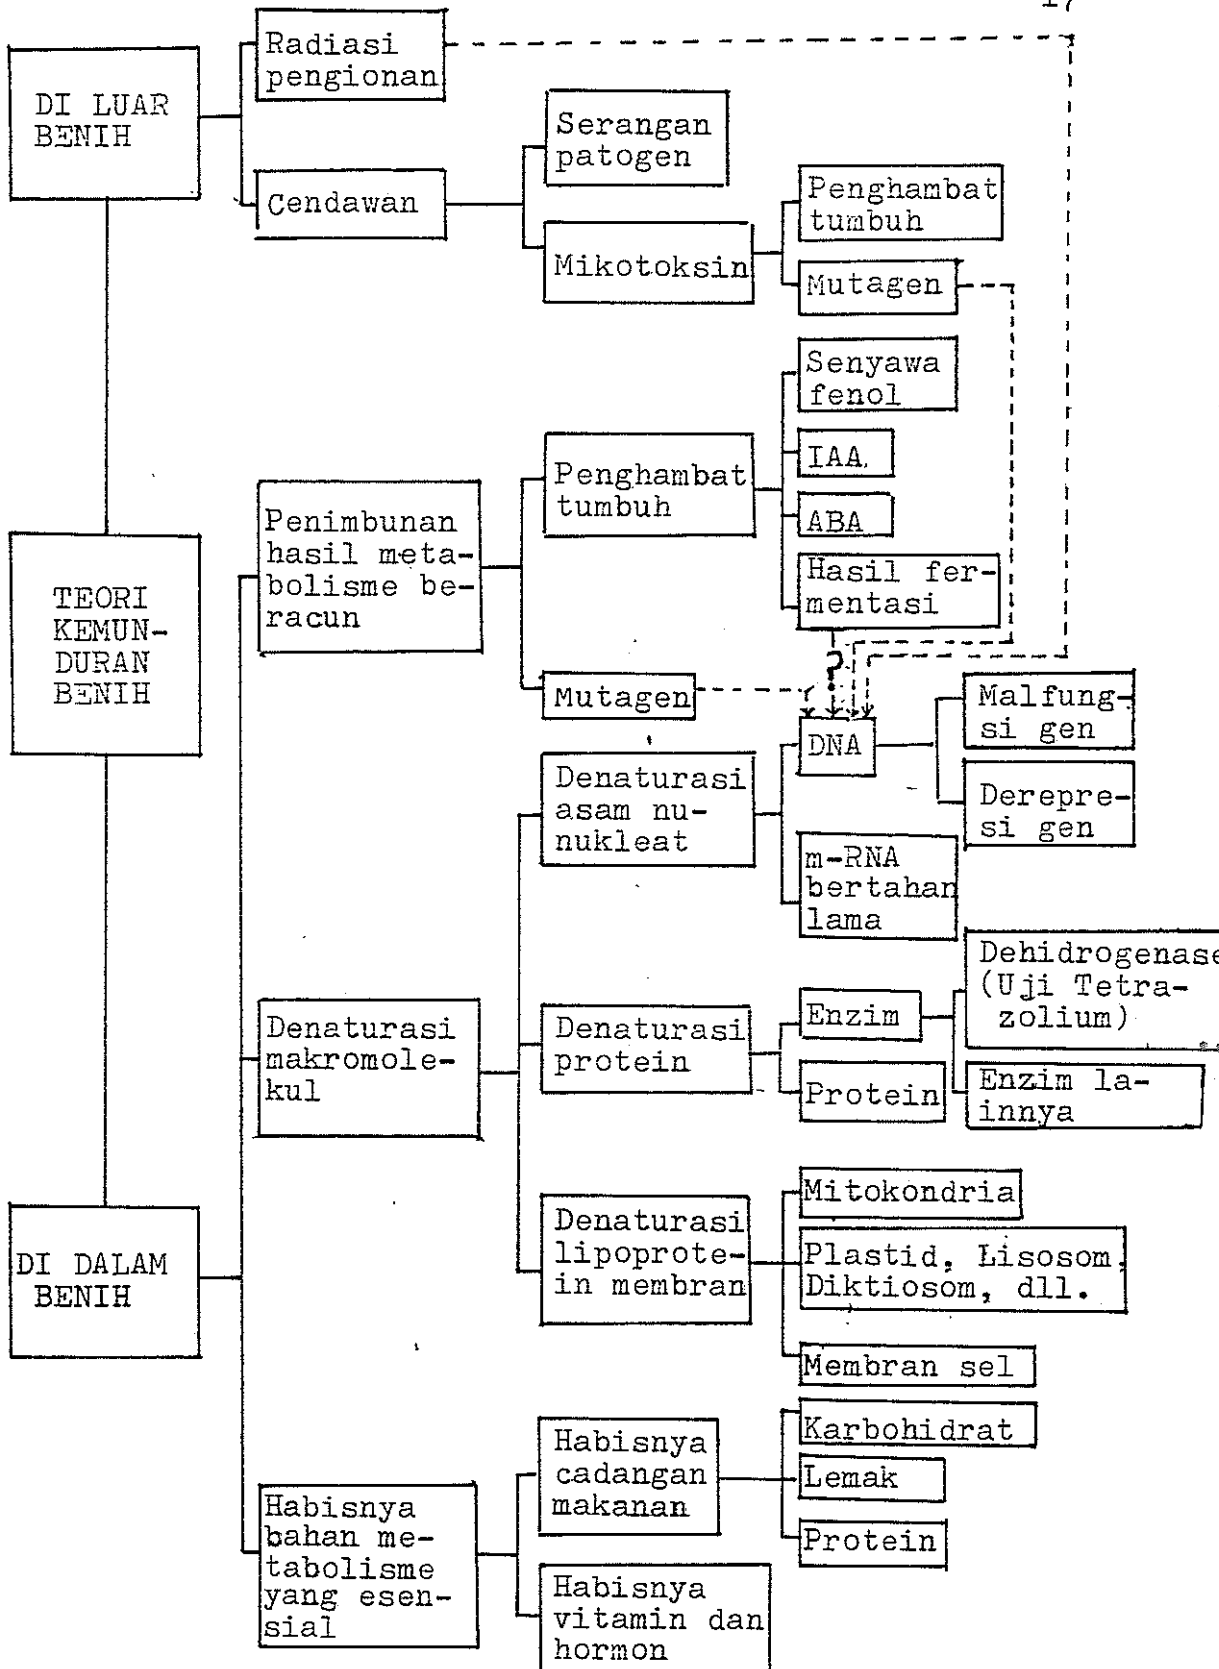 17
DI LUAR
BENIH
Radiasi
pengionan
Cendawan
Serangan
patogen
Mikotoksin
Penghambat
tumbuh
Mutagen
TEORI
KEMUN-
DURAN
BENIH
DI DALAM
BENIH
Penimbunan
hasil meta-
bolisme be-
racun
Penghambat
tumbuh
Senyawa
fenol
IAA
ABA
Hasil fer-
mentasi
?
Mutagen
Denaturasi
makromole-
kul
Denaturasi
asam nu-
nukleat
DNA
Malfung-
si gen
Derepre-
si gen
m-RNA
bertahan
lama
Denaturasi
protein
Enzim
Dehidrogenase
(Uji Tetra-
zolium)
Enzim la-
innya
Protein
Denaturasi
lipoprote-
in membran
Mitokondria
Plastid, Lisosom,
Diktiosom, dll.
Membran sel
Habisnya
bahan me-
tabolisme
yang esen-
sial
Habisnya
cadangan
makanan
Karbohidrat
Lemak
Protein
Habisnya
vitamin dan
hormon